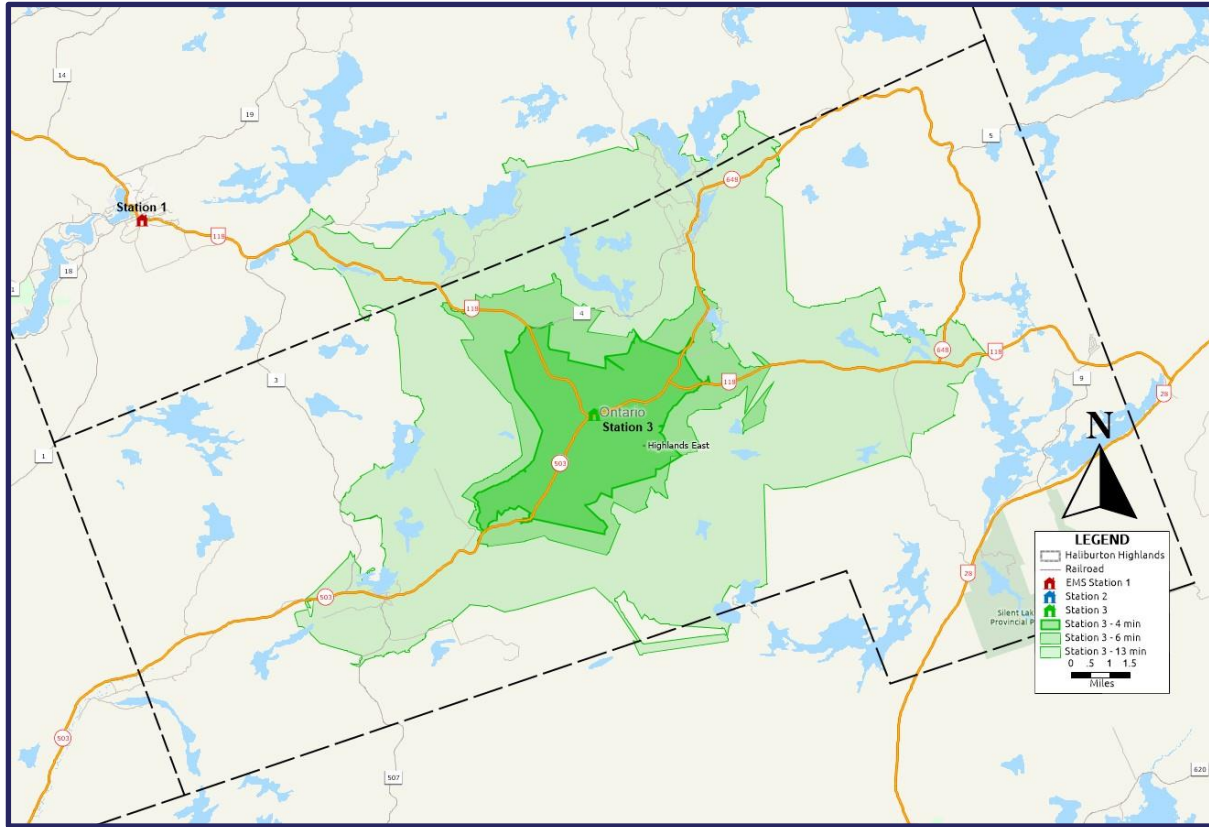 14
19
5
648
Station 1
118
18
1
118
4
648
118
118
9
3
28
Ontario
Station 3
Highlands East
1
503
N
28
503
Silent Lak
Provincial P
503
507
620
LEGEND
Haliburton Highlands
Railroad
EMS Station 1
Station 2
Station 3
Station 3 - 4 min
Station 3 - 6 min
Station 3 - 13 min
0 .5 1 1.5
Miles